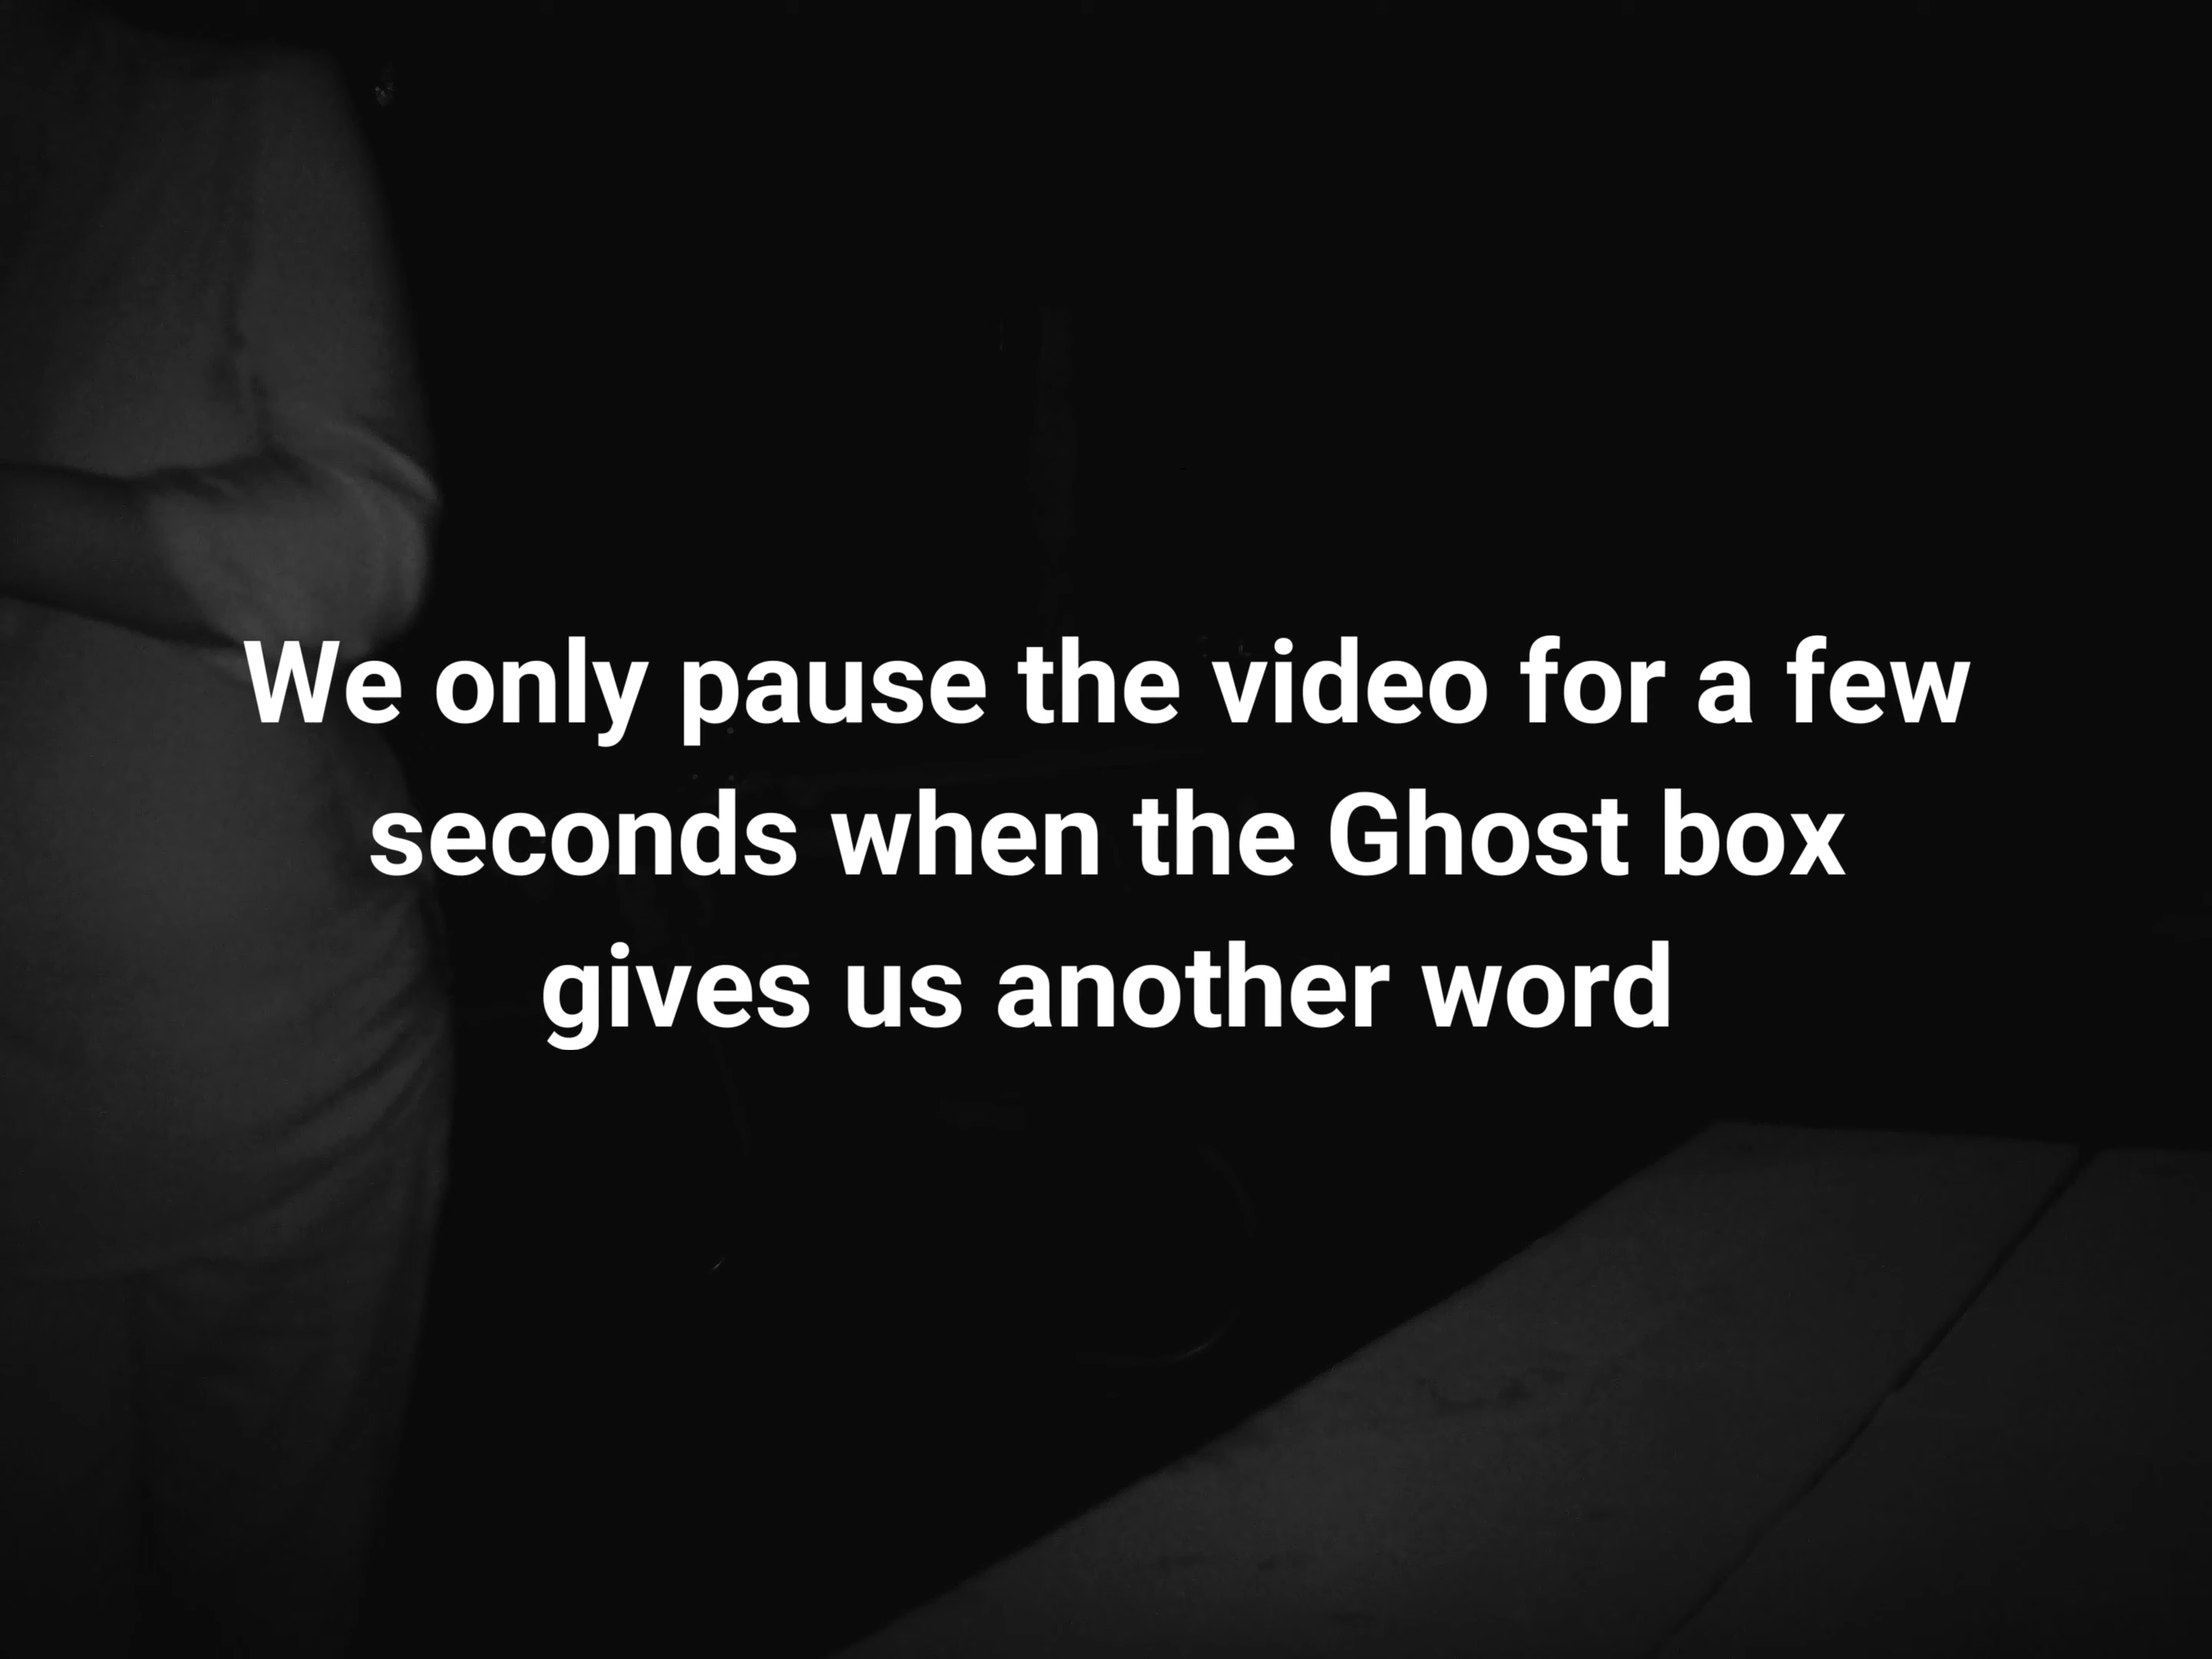 We only pause the video for a few
seconds when the Ghost box
gives us another word